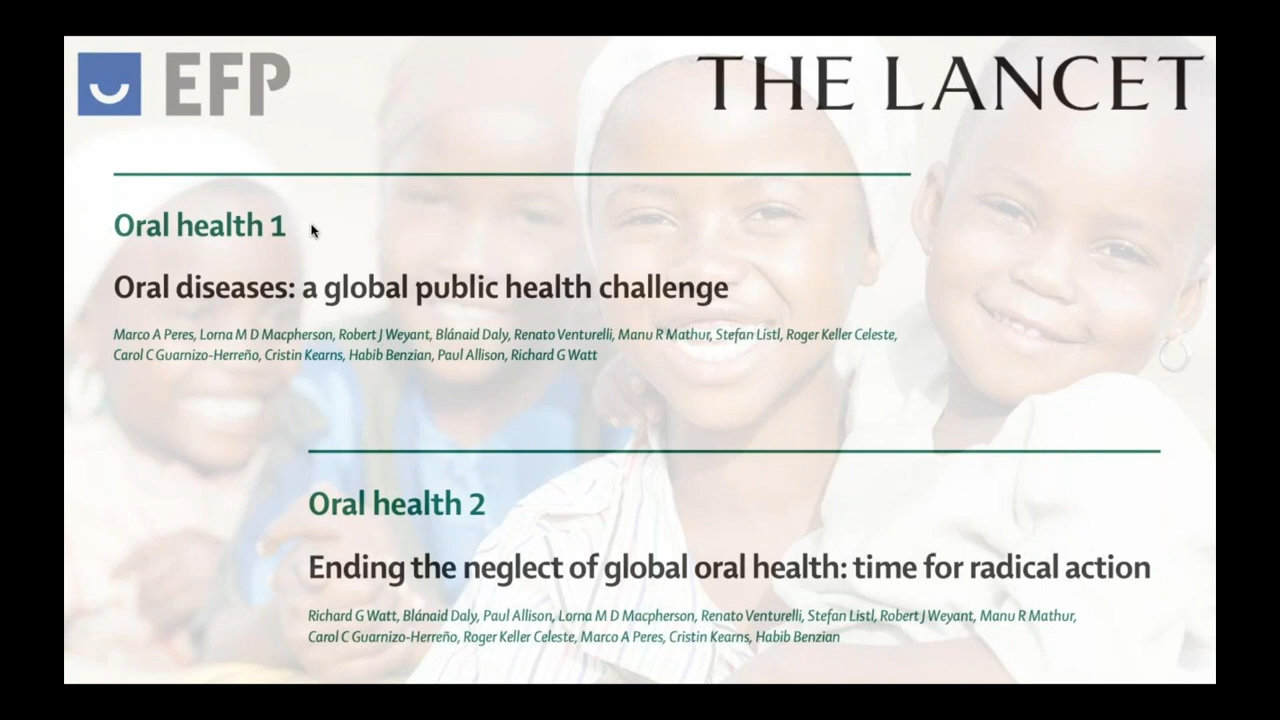 EFP
THE LANCET
Oral health 1
Oral diseases: a global public health challenge
Marco A Peres, Lorna M D Macpherson, Robert J Weyant, Blánaid Daly, Renato Venturelli, Manu R Mathur, Stefan Listl, Roger Keller Celeste,
Carol C Guarnizo-Herreño, Cristin Kearns, Habib Benzian, Paul Allison, Richard G Watt
Oral health 2
Ending the neglect of global oral health: time for radical action
Richard G Watt, Blánaid Daly, Paul Allison, Lorna M D Macpherson, Renato Venturelli, Stefan Listl, Robert J Weyant, Manu R Mathur,
Carol C Guarnizo-Herreño, Roger Keller Celeste, Marco A Peres, Cristin Kearns, Habib Benzian